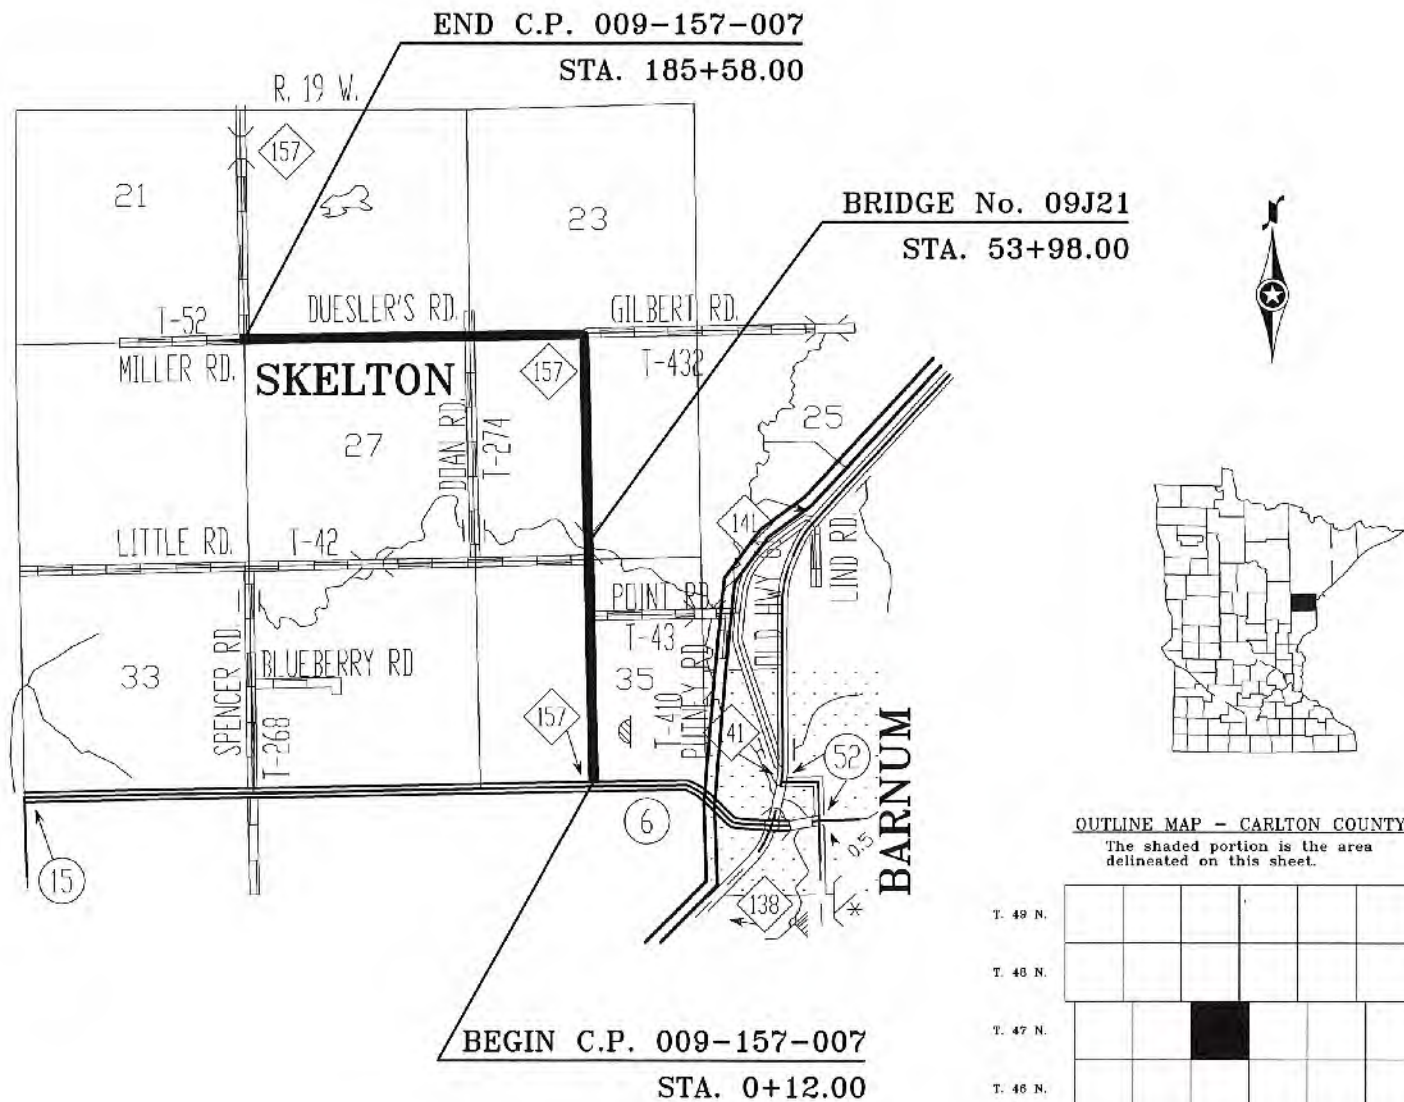 END C.P. 009-157-007
STA. 185+58.00
R. 19 W.
157
21
23
BRIDGE No. 09J21
STA. 53+98.00
T-52
DUESLER'S RD.
GILBERT RD.
MILLER RD.
SKELTON
157
T-432
25
27
DOAN RD.
T-274
141
LITTLE RD.
T-42
LIND RD
POINT RD
T-43
33
SPENCER RD.
BLUEBERRY RD
35
T-268
157
T-410
PUTNEY RD
41
52
BARNUM
6
0.5
15
138
OUTLINE MAP - CARLTON COUNTY
The shaded portion is the area
delineated on this sheet.
T. 49 N.
T. 48 N.
T. 47 N.
T. 46 N.
BEGIN C.P. 009-157-007
STA. 0+12.00